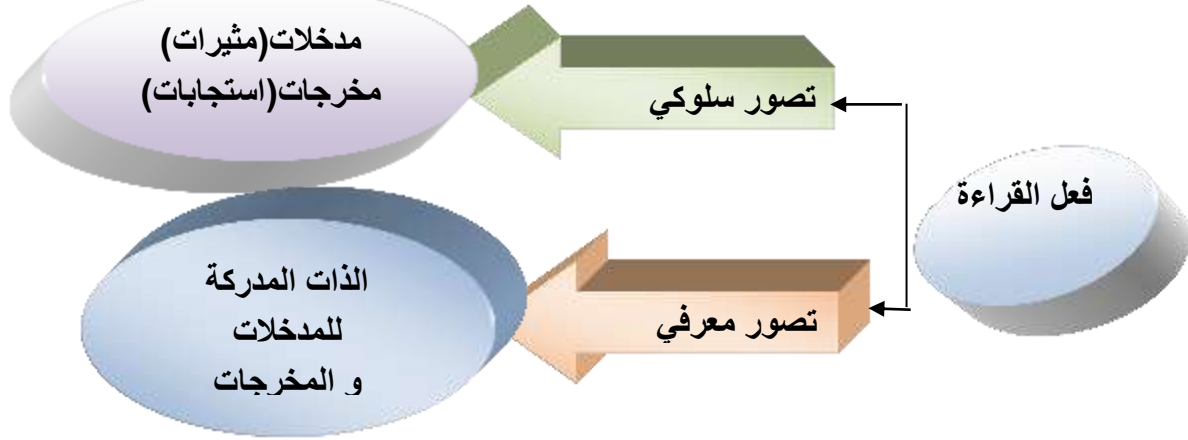 فعل القراءة
تصور سلوكي
مدخلات(مثيرات)
مخرجات(استجابات)
تصور معرفي
الذات المدركة
للمدخلات
و المخرجات